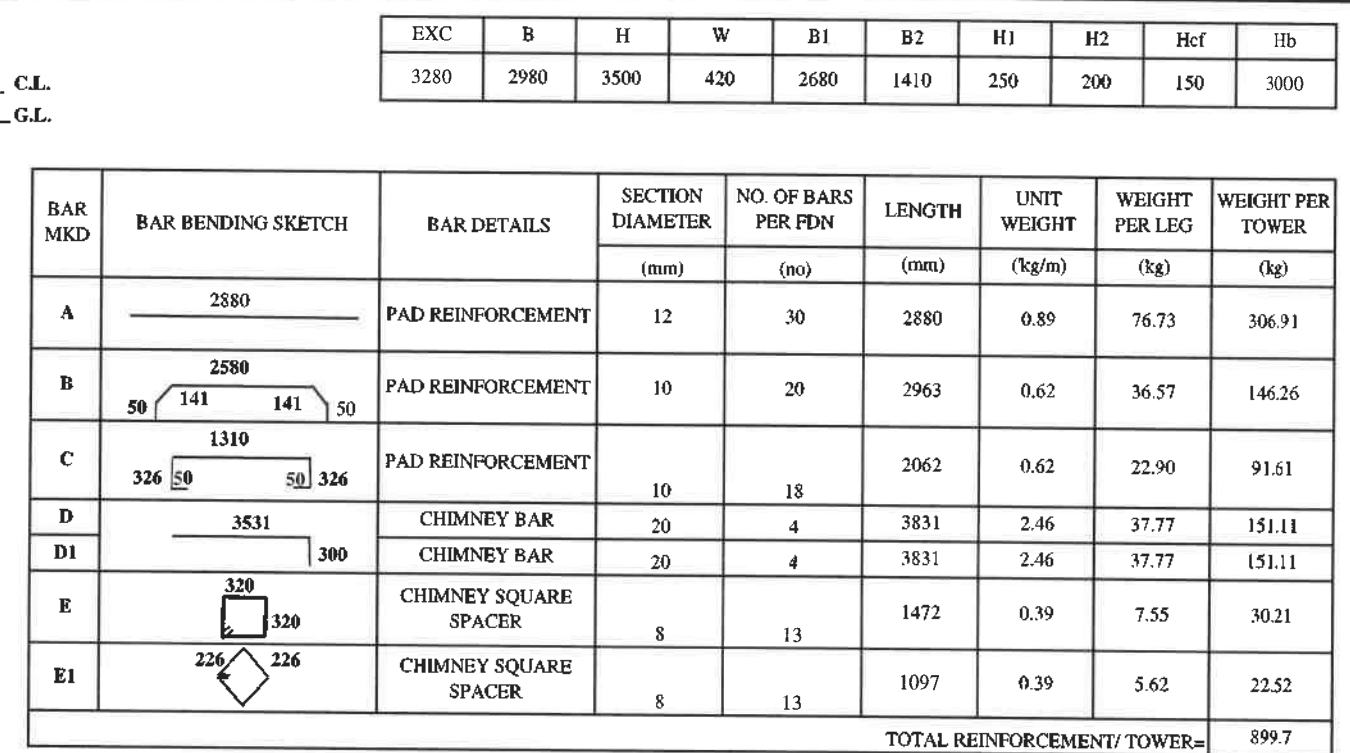 EXC B H W B1 B2 H1 H2 Hcf Hb
3280 2980 3500 420 2680 1410 250 200 150 3000
C.L.
G.L.
BAR MKD BAR BENDING SKETCH BAR DETAILS SECTION DIAMETER NO. OF BARS PER FDN LENGTH UNIT WEIGHT WEIGHT PER LEG WEIGHT PER TOWER
(mm) (no) (mm) (kg/m) (kg) (kg)
A 2880 PAD REINFORCEMENT 12 30 2880 0.89 76.73 306.91
B 2580 50 141 141 50 PAD REINFORCEMENT 10 20 2963 0.62 36.57 146.26
C 1310 326 50 50 326 PAD REINFORCEMENT 10 18 2062 0.62 22.90 91.61
D 3531 CHIMNEY BAR 20 4 3831 2.46 37.77 151.11
D1 300 CHIMNEY BAR 20 4 3831 2.46 37.77 151.11
E 320 320 CHIMNEY SQUARE SPACER 8 13 1472 0.39 7.55 30.21
E1 226 226 CHIMNEY SQUARE SPACER 8 13 1097 0.39 5.62 22.52
TOTAL REINFORCEMENT/ TOWER= 899.7